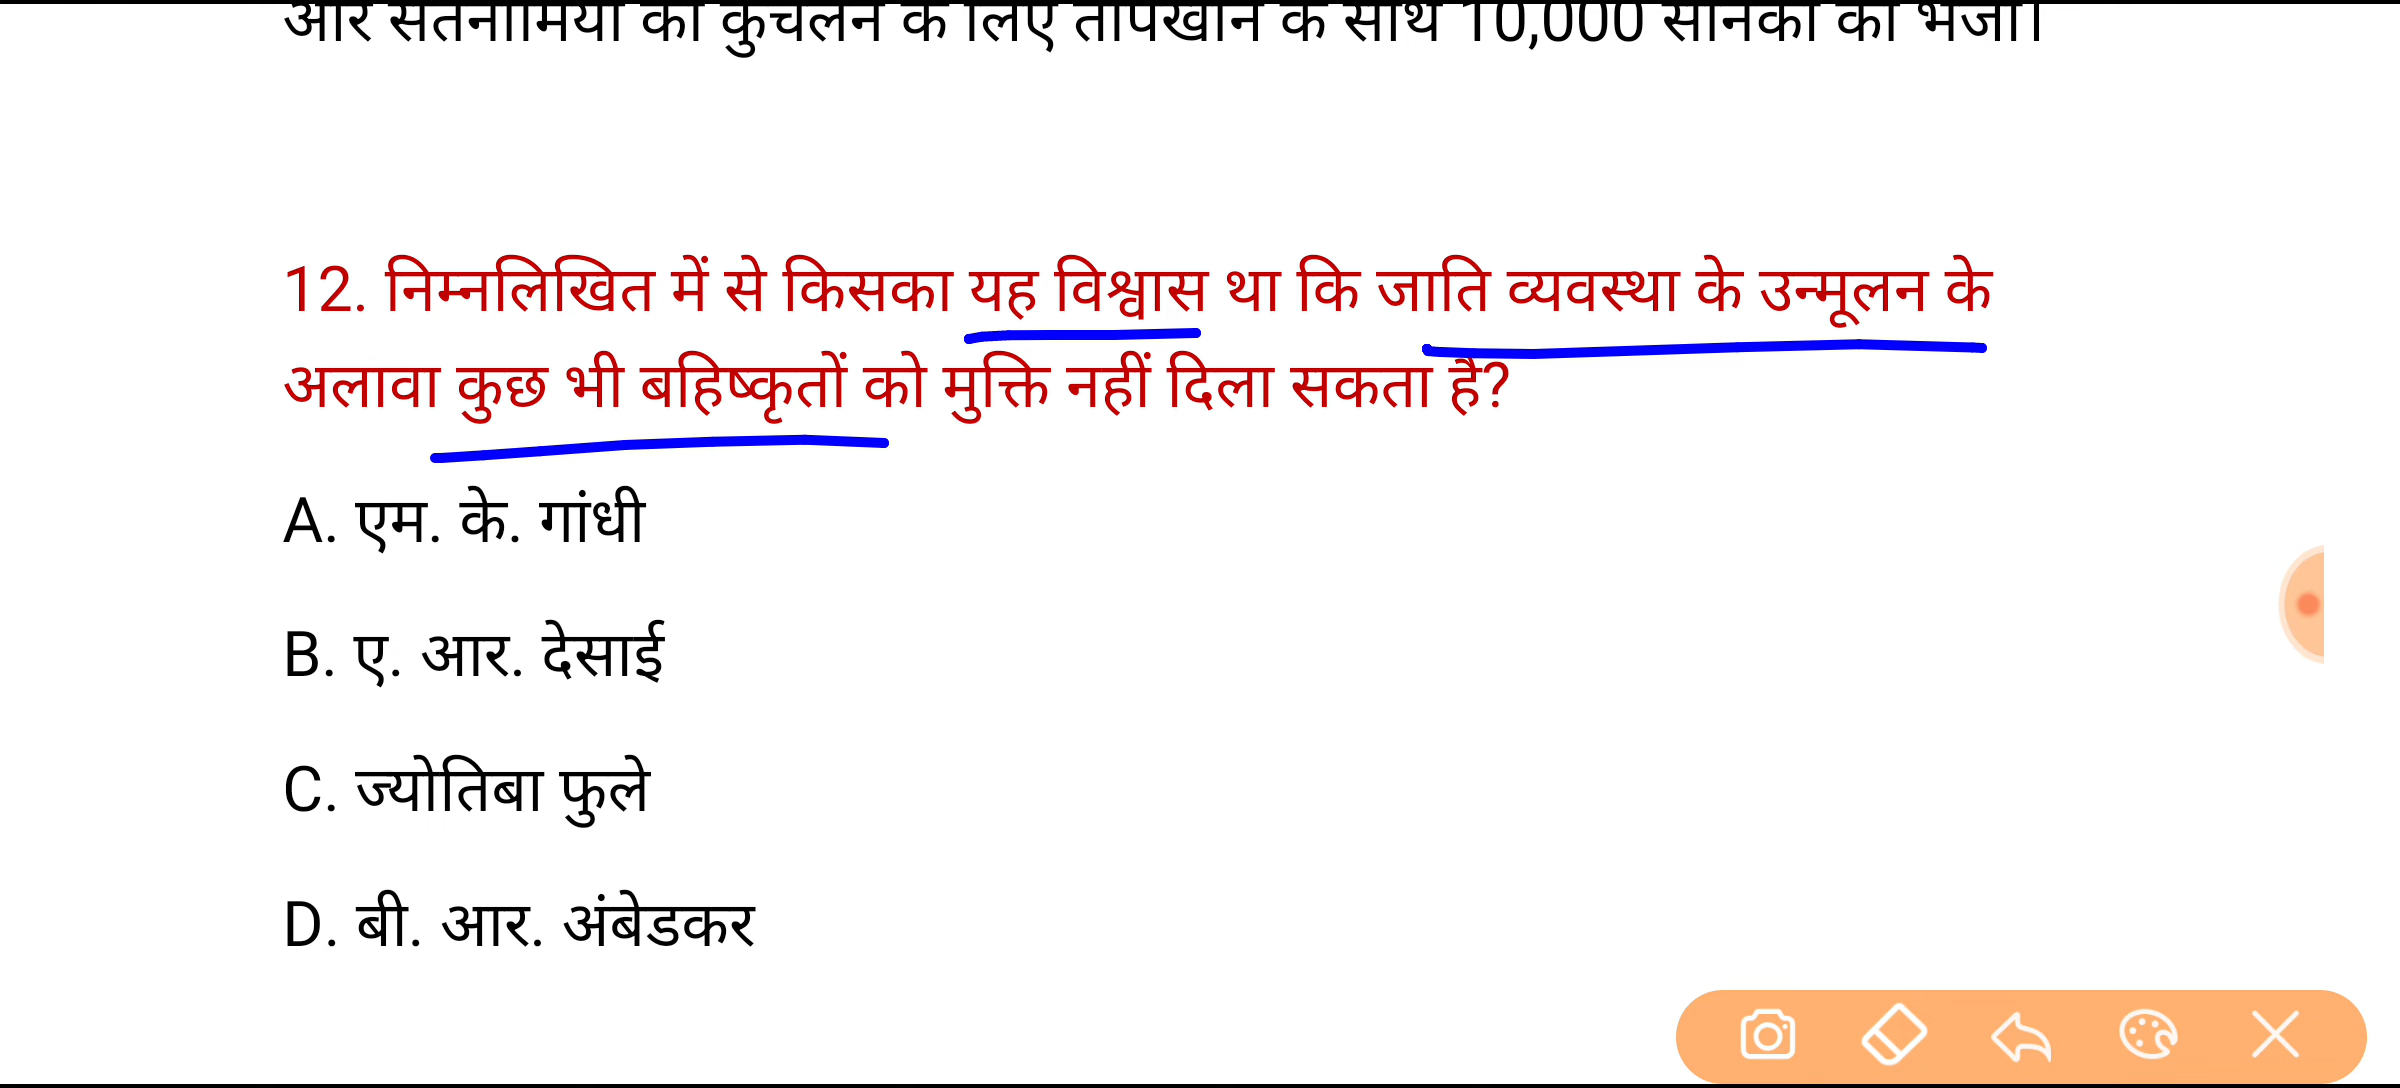 और सतनामियों को कुचलने के लिए तोपखाने के साथ 10,000 सैनिकों को भेजा।
12. निम्नलिखित में से किसका यह विश्वास था कि जाति व्यवस्था के उन्मूलन के
अलावा कुछ भी बहिष्कृतों को मुक्ति नहीं दिला सकता है?
A. एम. के. गांधी
B. ए. आर. देसाई
C. ज्योतिबा फुले
D. बी. आर. अंबेडकर